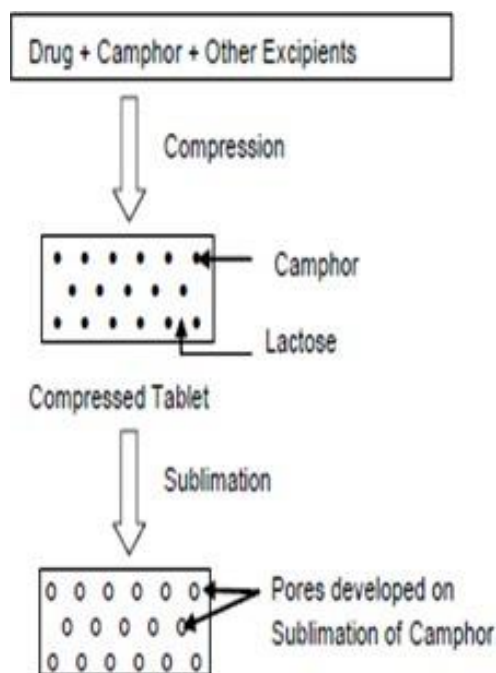 Drug + Camphor + Other Excipients
Compression
Camphor
Lactose
Compressed Tablet
Sublimation
Pores developed on
Sublimation of Camphor